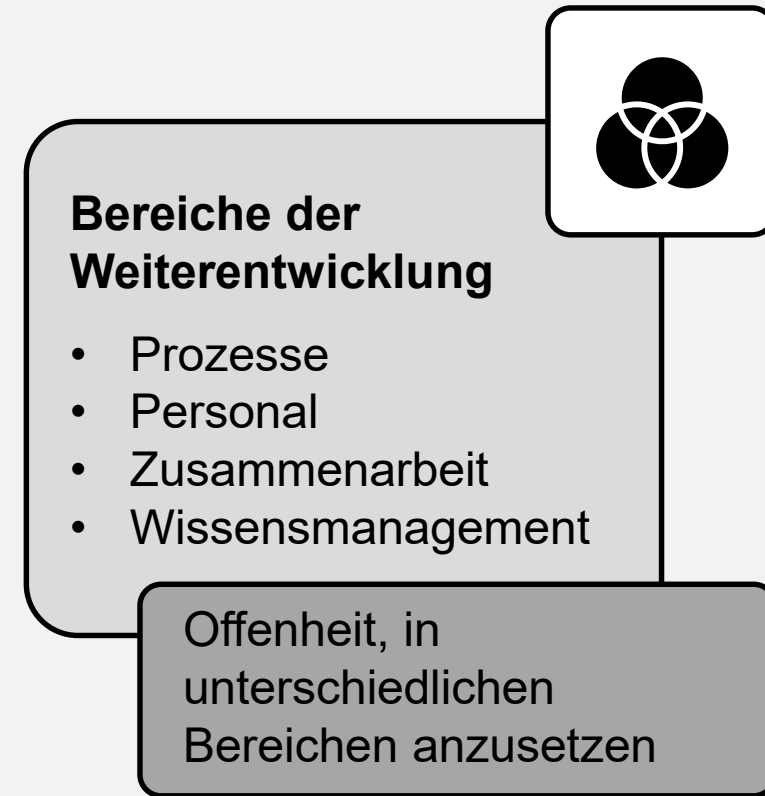 Bereiche der
Weiterentwicklung
• Prozesse
• Personal
• Zusammenarbeit
• Wissensmanagement
Offenheit, in
unterschiedlichen
Bereichen anzusetzen